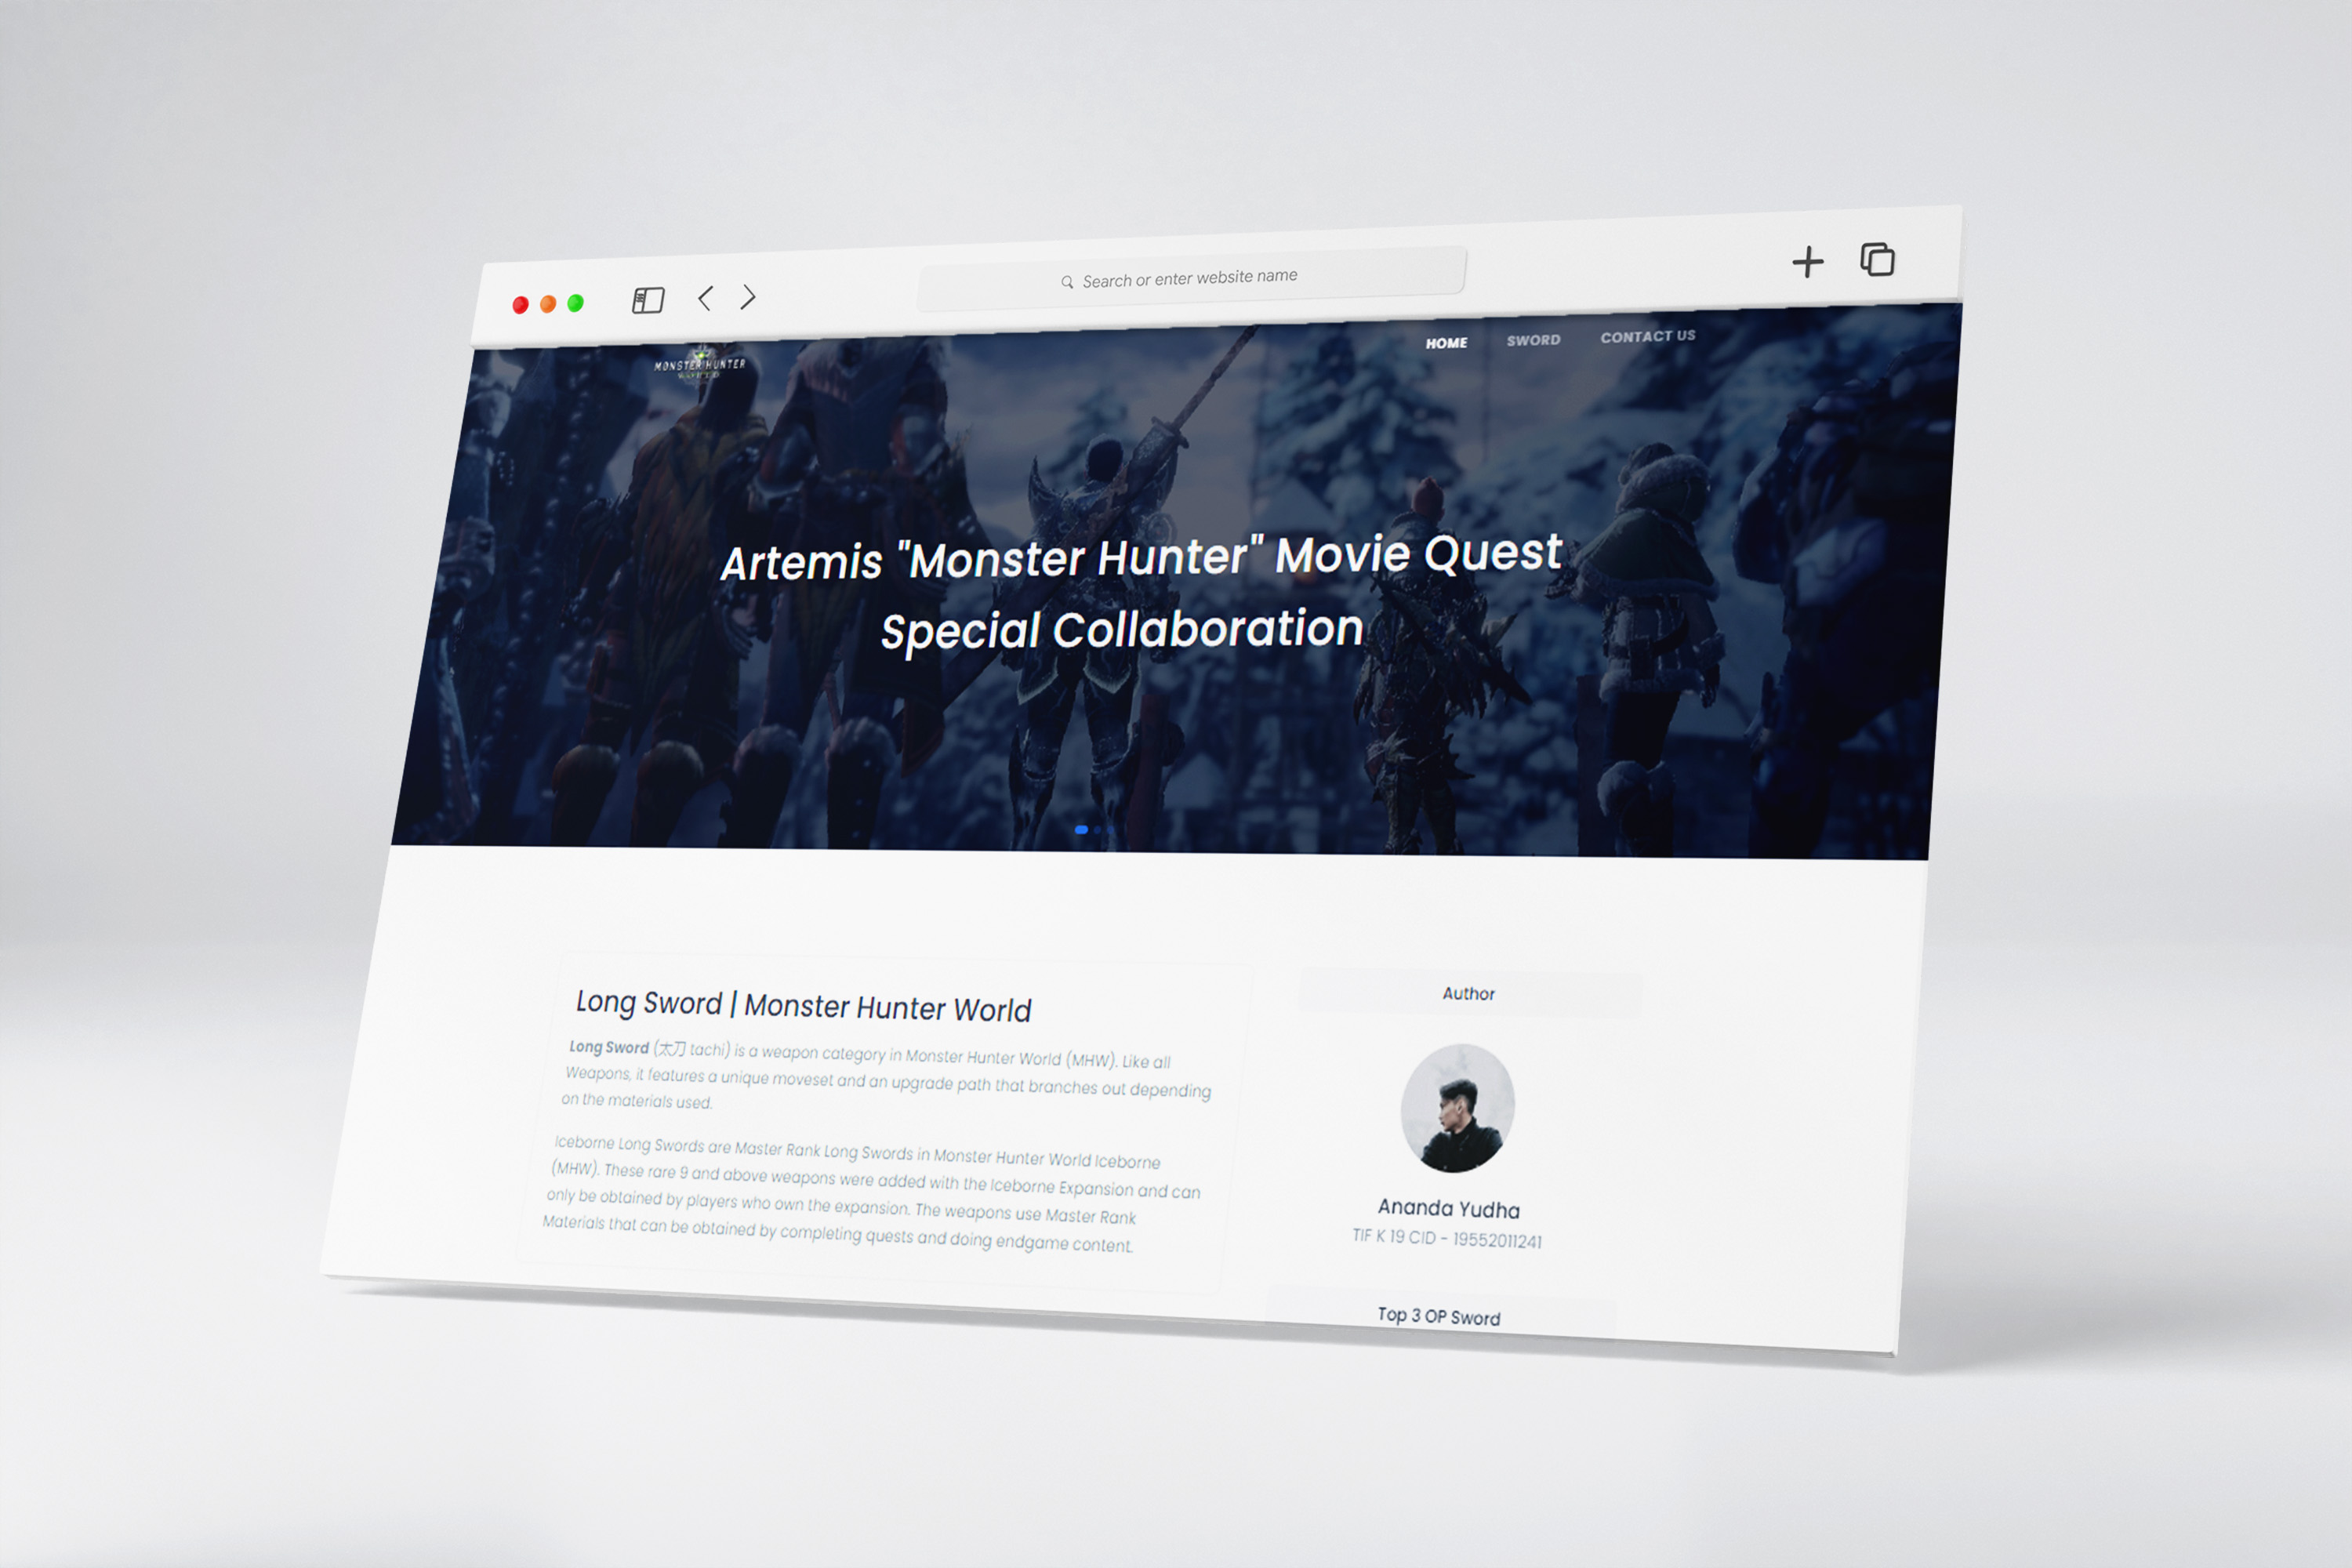 Search or enter website name
MONSTER HUNTER
HOME SWORD CONTACT US
Artemis "Monster Hunter" Movie Quest
Special Collaboration
Long Sword | Monster Hunter World
Long Sword (太刀 tachi) is a weapon category in Monster Hunter World (MHW). Like all
Weapons, it features a unique moveset and an upgrade path that branches out depending
on the materials used.
Iceborne Long Swords are Master Rank Long Swords in Monster Hunter World Iceborne
(MHW). These rare 9 and above weapons were added with the Iceborne Expansion and can
only be obtained by players who own the expansion. The weapons use Master Rank
Materials that can be obtained by completing quests and doing endgame content.
Author
Ananda Yudha
TIF K 19 CID - 19552011241
Top 3 OP Sword